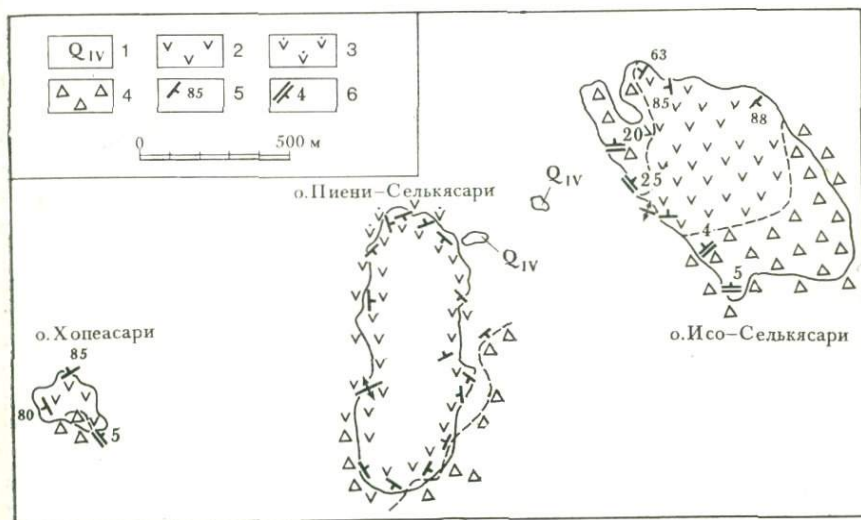 Q IV 1
2
3
4
85 5
4 6
0 500 м
63
85
88
20
Q IV
25
о.Пиени–Селькясари
4
Q IV
5
о.Хопеасари
о.Исо–Селькясари
85
80
5